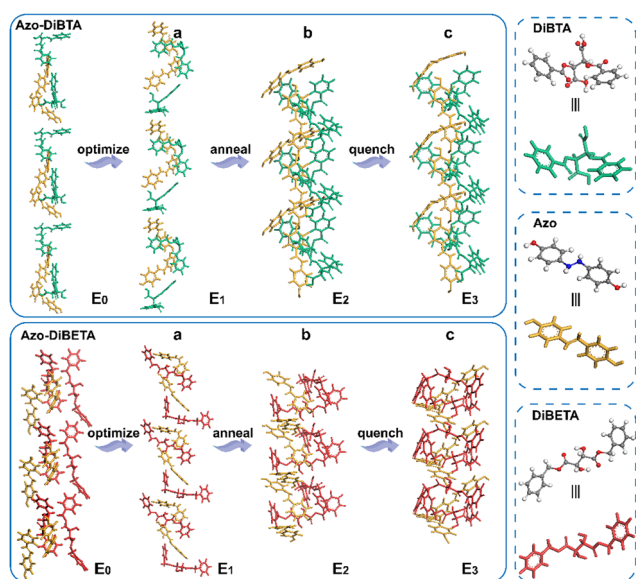 Azo-DiBTA
a
b
c
optimize
anneal
quench
E0
E1
E2
E3
Azo-DiBETA
a
b
c
optimize
anneal
quench
E0
E1
E2
E3
DiBTA
Azo
DiBETA